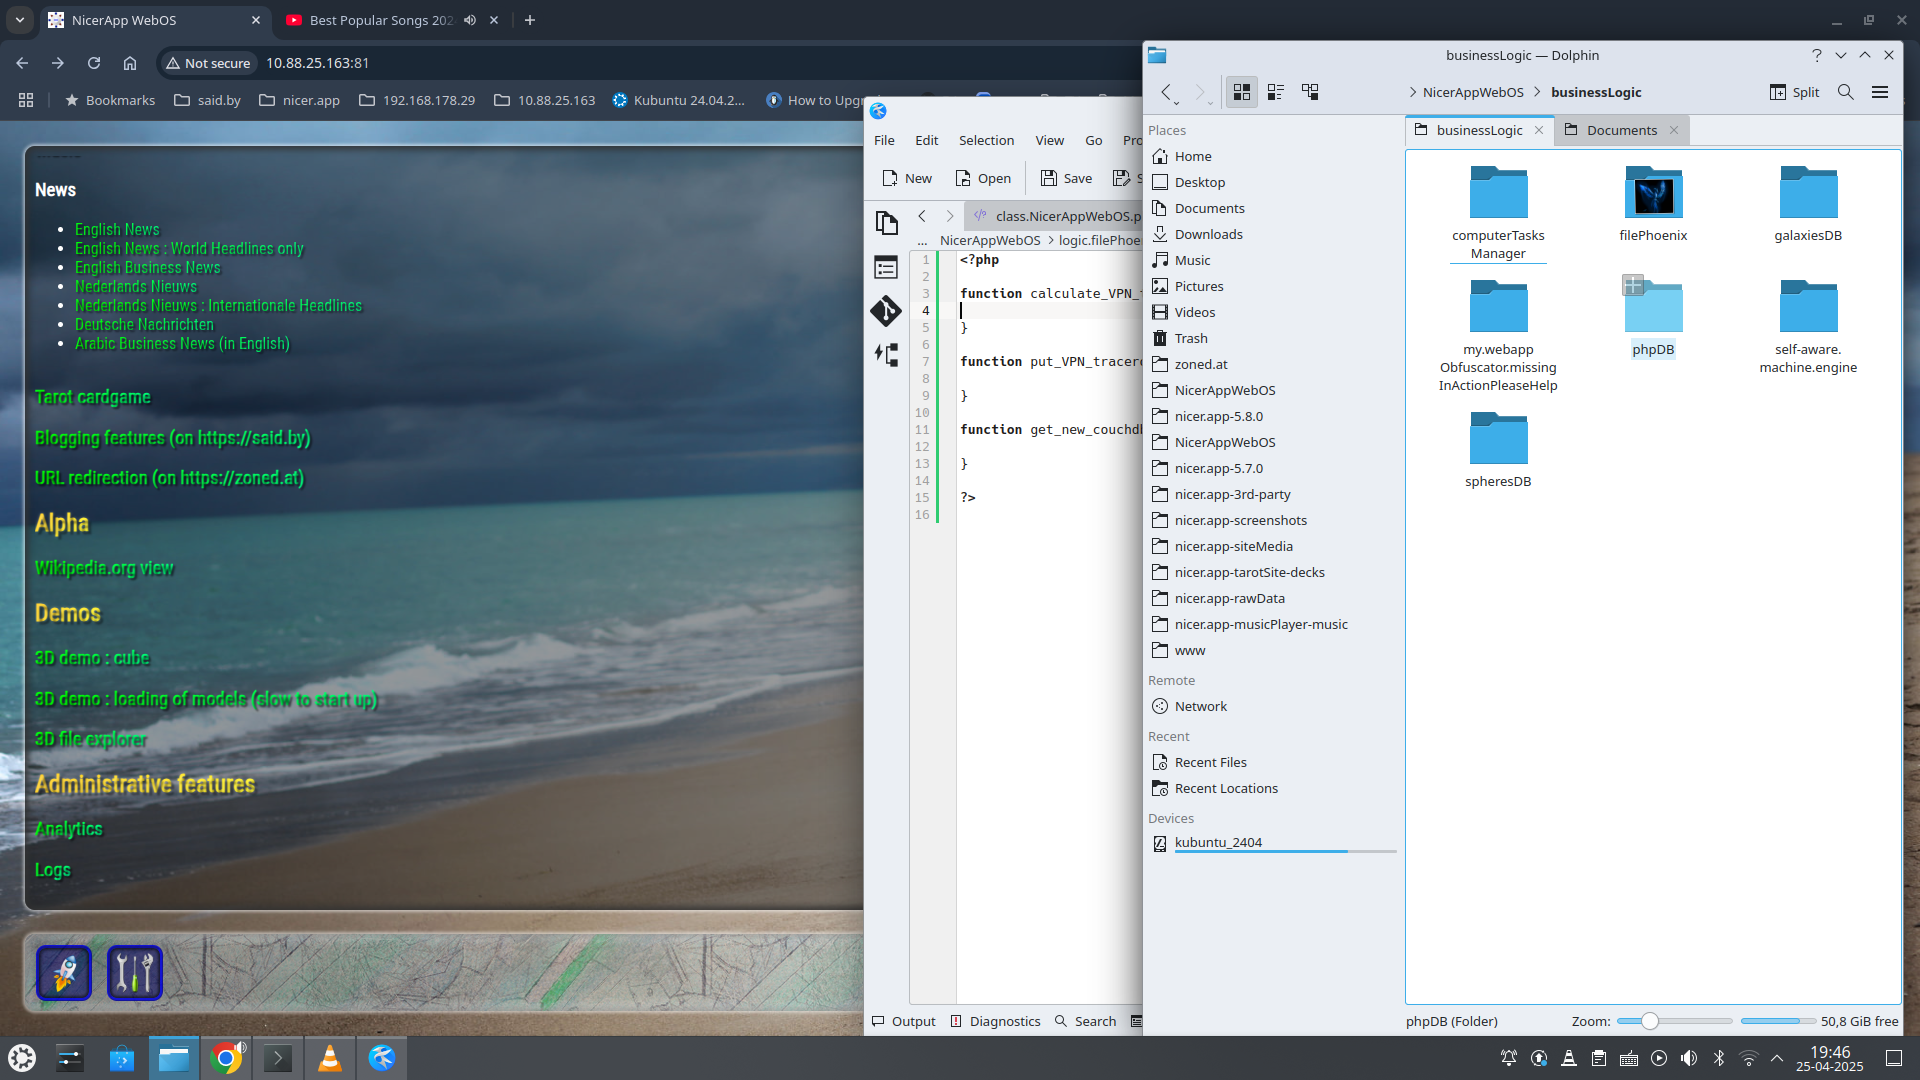 NicerApp WebOS
Best Popular Songs 202
Not secure
10.88.25.163:81
Bookmarks
said.by
nicer.app
192.168.178.29
10.88.25.163
Kubuntu 24.04.2...
How to Upgr
News
English News
English News : World Headlines only
English Business News
Nederlands Nieuws
Nederlands Nieuws : Internationale Headlines
Deutsche Nachrichten
Arabic Business News (in English)
Tarot cardgame
Blogging features (on https://said.by)
URL redirection (on https://zoned.at)
Alpha
Wikipedia.org view
Demos
3D demo : cube
3D demo : loading of models (slow to start up)
3D file explorer
Administrative features
Analytics
Logs
File Edit Selection View Go Pro
New Open Save S
class.NicerAppWebOS.p
... NicerAppWebOS > logic.filePhoe
1 <?php
2
3 function calculate_VPN_
4
5 }
6
7 function put_VPN_tracero
8
9 }
10
11 function get_new_couchd
12
13 }
14
15 ?>
16
Output Diagnostics Search
businessLogic — Dolphin
> NicerAppWebOS > businessLogic
Split
Places
Home
Desktop
Documents
Downloads
Music
Pictures
Videos
Trash
zoned.at
NicerAppWebOS
nicer.app-5.8.0
NicerAppWebOS
nicer.app-5.7.0
nicer.app-3rd-party
nicer.app-screenshots
nicer.app-siteMedia
nicer.app-tarotSite-decks
nicer.app-rawData
nicer.app-musicPlayer-music
www
Remote
Network
Recent
Recent Files
Recent Locations
Devices
kubuntu_2404
businessLogic
Documents
computerTasks
Manager
filePhoenix
galaxiesDB
my.webapp
Obfuscator.missing
InActionPleaseHelp
phpDB
self-aware.
machine.engine
spheresDB
phpDB (Folder)
Zoom:
50,8 GiB free
19:46
25-04-2025